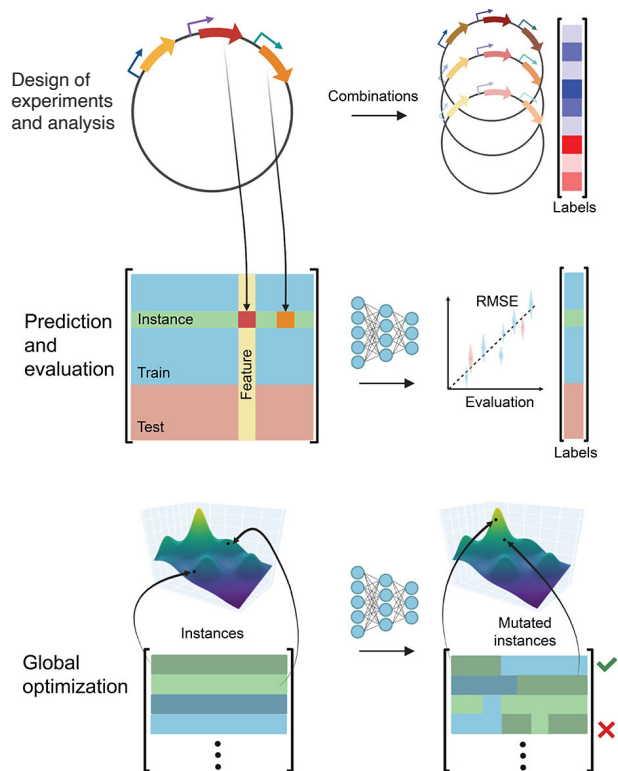 Design of
experiments
and analysis
Combinations
Labels
Prediction
and
evaluation
Instance
Train
Test
Feature
RMSE
Evaluation
Labels
Global
optimization
Instances
Mutated
instances